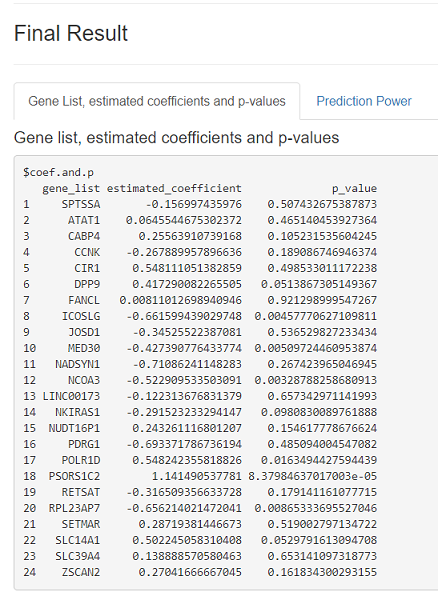 Final Result
Gene List, estimated coefficients and p-values Prediction Power
Gene list, estimated coefficients and p-values
$coef.and.p
gene_list estimated_coefficient p_value
1 SPTSSA -0.156997435976 0.507432675387873
2 ATAT1 0.0645544675302372 0.465140453927364
3 CABP4 0.25563910739168 0.105231535604245
4 CCNK -0.267889957896636 0.189086746946374
5 CIR1 0.548111051382859 0.498533011172238
6 DPP9 0.417290082265505 0.0513867305149367
7 FANCL 0.00811012698940946 0.921298999547267
8 ICOSLG -0.661599439029748 0.00457770627109811
9 JOSD1 -0.34525522387081 0.536529827233434
10 MED30 -0.427390776433774 0.00509724460953874
11 NADSYN1 -0.71086241148283 0.267423965046945
12 NCOA3 -0.522909533503091 0.00328788258680913
13 LINC00173 -0.122313676831379 0.657342971141993
14 NKIRAS1 -0.291523233294147 0.0980830089761888
15 NUDT16P1 0.243261116801207 0.154617778676624
16 PDRG1 -0.693371786736194 0.485094004547082
17 POLR1D 0.548242355818826 0.0163494427594439
18 PSORS1C2 1.141490537781 8.37984637017003e-05
19 RETSAT -0.316509356633728 0.179141161077715
20 RPL23AP7 -0.656214021472041 0.00865333695527046
21 SETMAR 0.28719381446673 0.519002797134722
22 SLC14A1 0.502245058310408 0.0529791613094708
23 SLC39A4 0.138888570580463 0.653141097318773
24 ZSCAN2 0.27041666667045 0.161834300293155